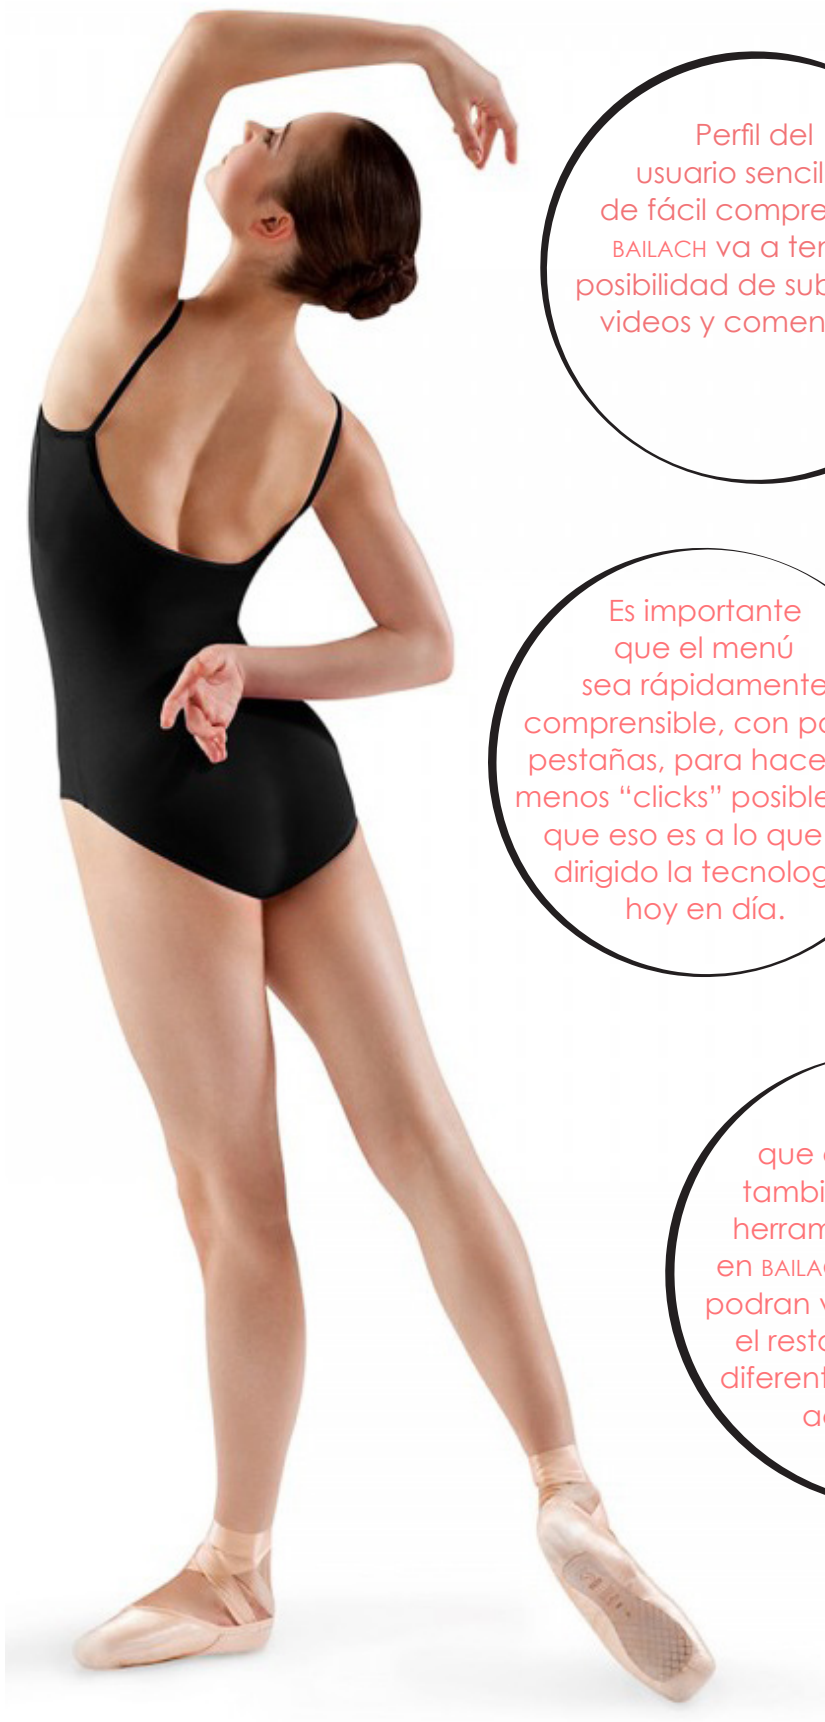 Perfil del
usuario sencil
de fácil compre
BAILACH va a ter
posibilidad de sub
videos y comen
Es importante
que el menú
sea rápidamente
comprensible, con po
pestañas, para hace
menos “clicks” posible
que eso es a lo que
dirigido la tecnolog
hoy en día.
que
tambi
herram
en BAILA
podran v
el resto
diferent
a